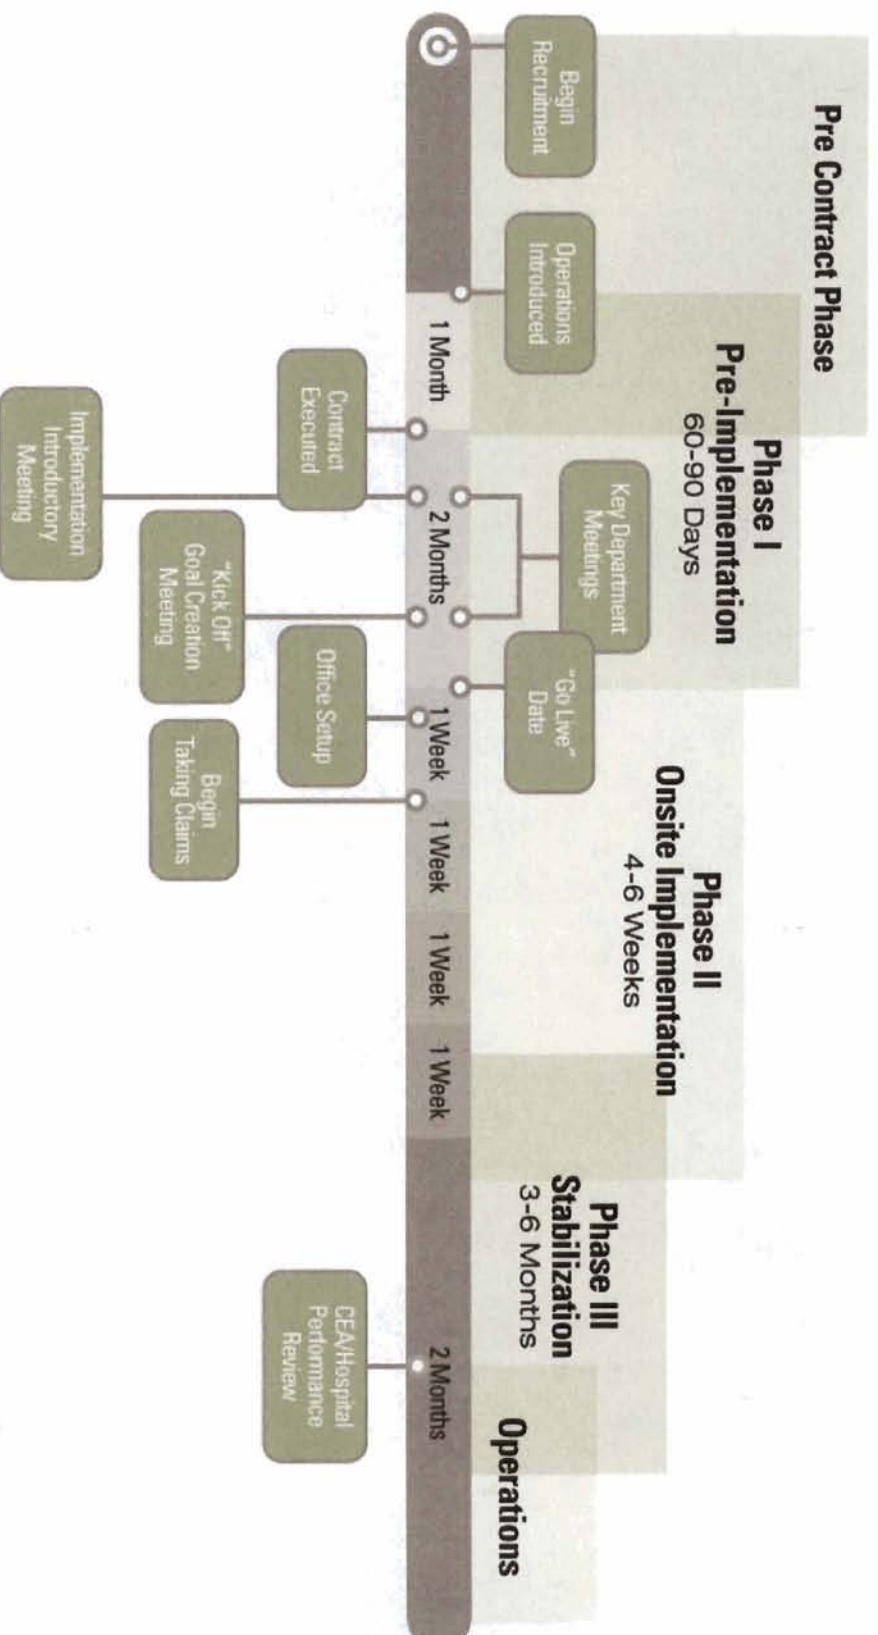 Pre Contract Phase
Phase I
Pre-Implementation
60-90 Days
Phase II
Onsite Implementation
4-6 Weeks
Phase III
Stabilization
3-6 Months
Operations
Begin
Recruitment
Operations
Introduced
Key Department
Meetings
"Go Live"
Date
1 Month
2 Months
1 Week
1 Week
1 Week
1 Week
2 Months
Contract
Executed
Implementation
Introductory
Meeting
"Kick Off"
Goal Creation
Meeting
Office Setup
Begin
Taking Claims
CEA/Hospital
Performance
Review